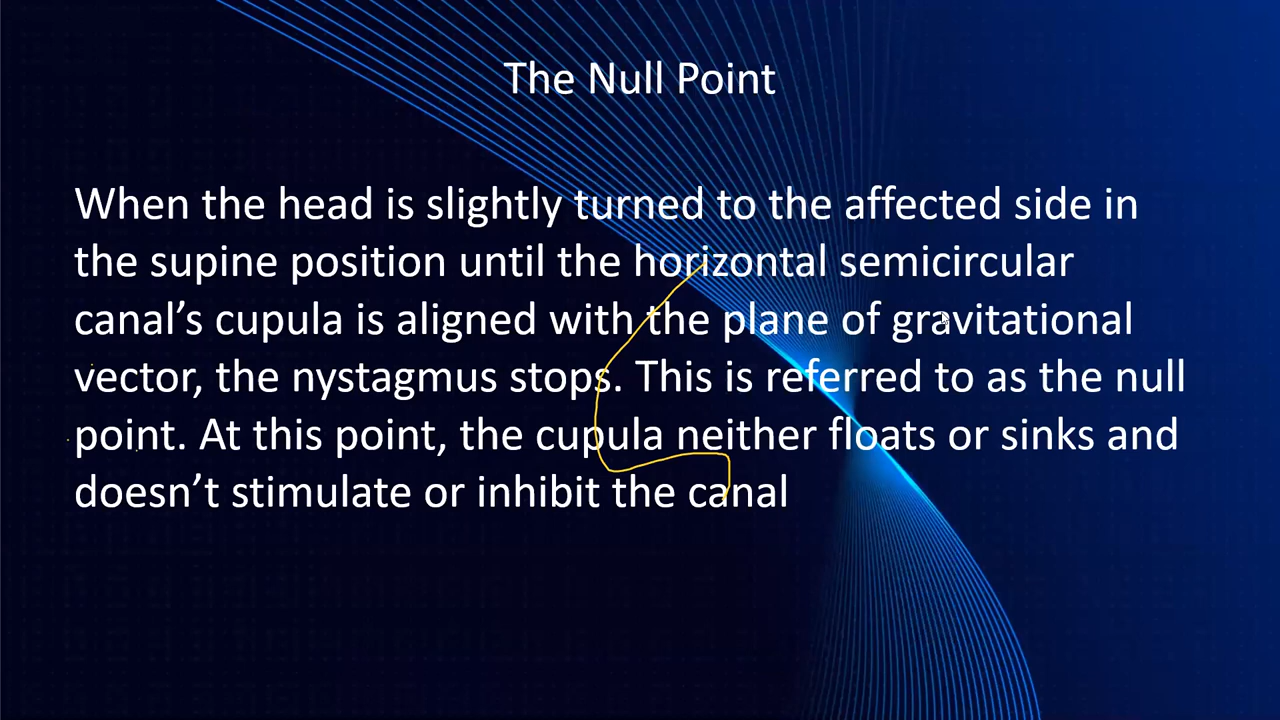 The Null Point
When the head is slightly turned to the affected side in
the supine position until the horizontal semicircular
canal’s cupula is aligned with the plane of gravitational
vector, the nystagmus stops. This is referred to as the null
point. At this point, the cupula neither floats or sinks and
doesn’t stimulate or inhibit the canal